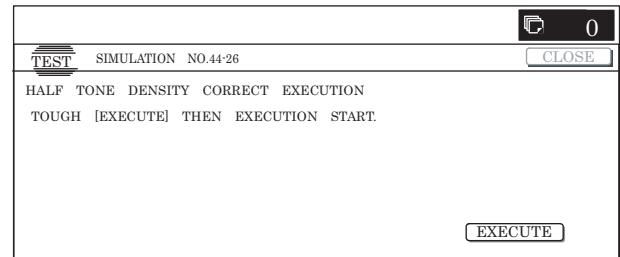 0
TEST SIMULATION NO.44-26 CLOSE
HALF TONE DENSITY CORRECT EXECUTION
TOUGH [EXECUTE] THEN EXECUTION START.
EXECUTE